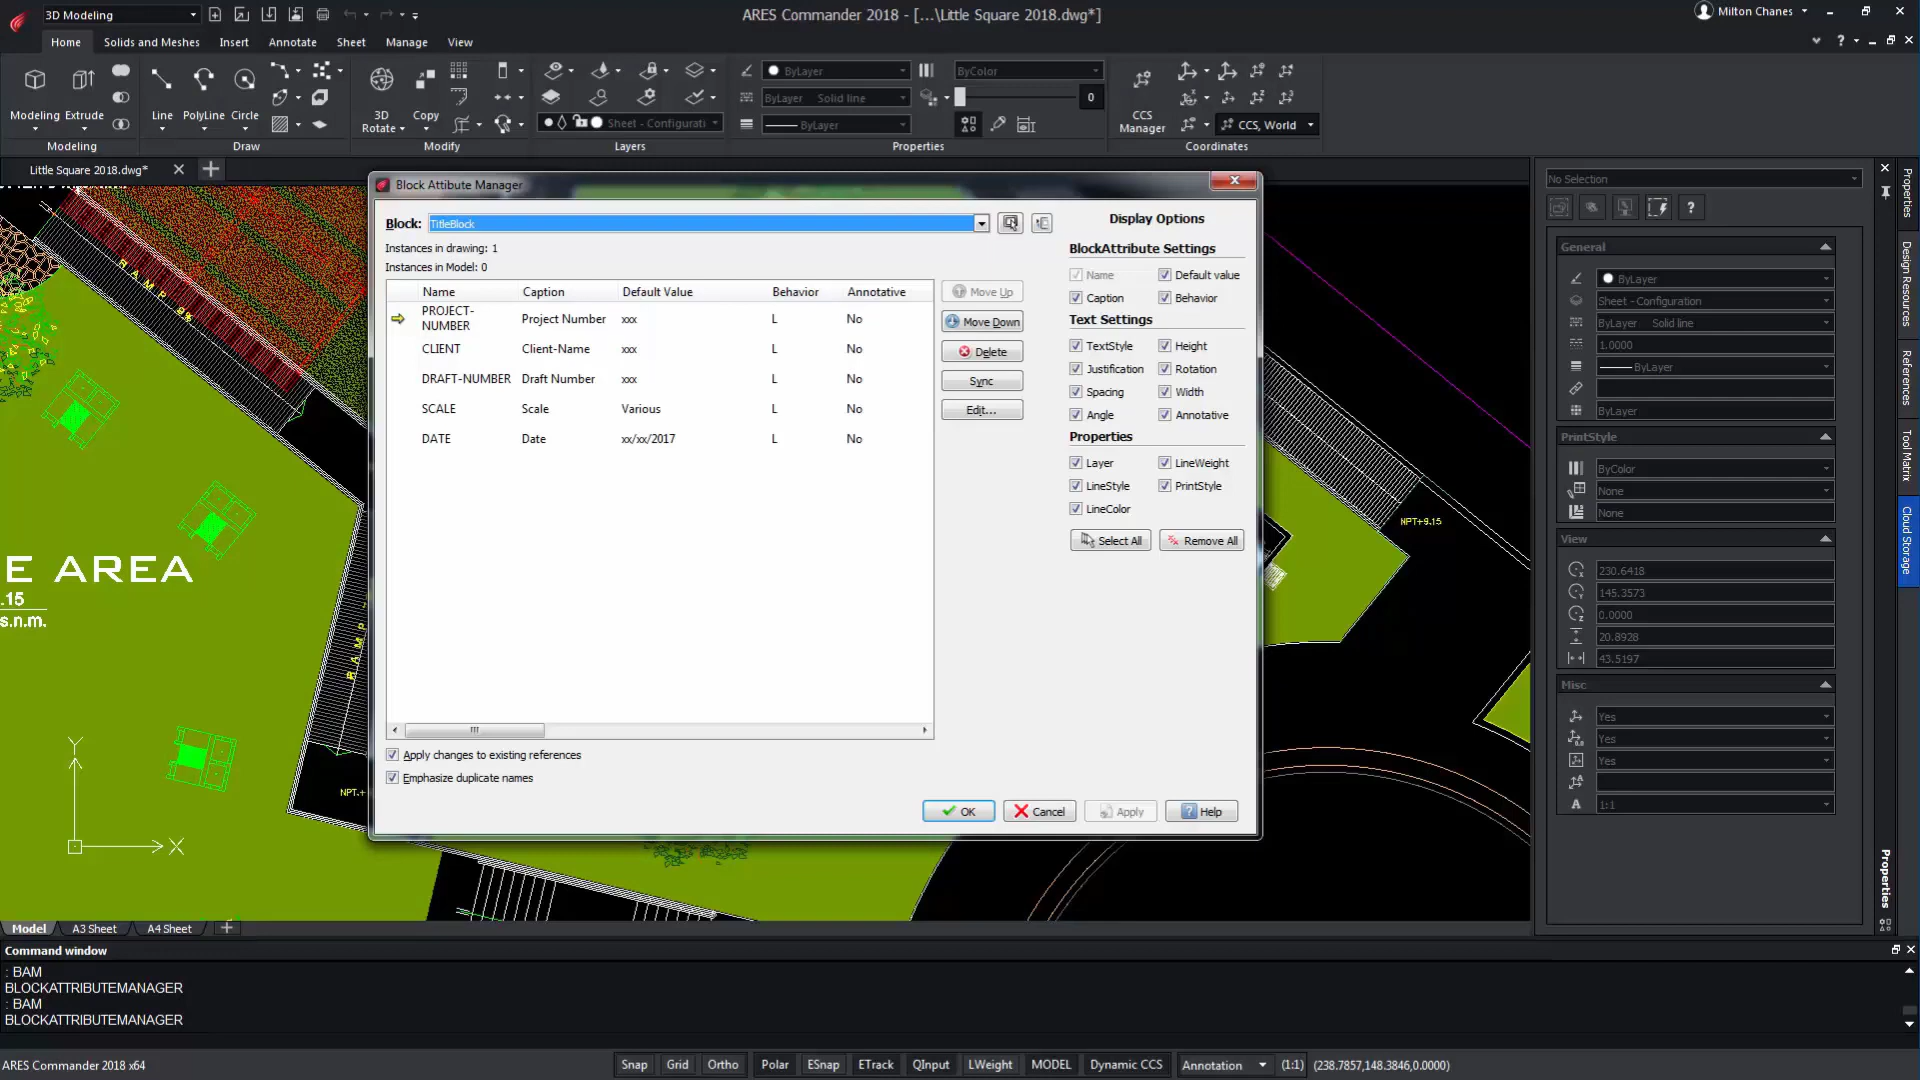 3D Modeling
ARES Commander 2018 - [...\Little Square 2018.dwg*]
Milton Chanes
Home
Solids and Meshes
Insert
Annotate
Sheet
Manage
View
?
ByLayer
ByColor
ByLayer Solid line
0
ByLayer
Modeling
Extrude
Line
PolyLine
Circle
3D Rotate
Copy
Sheet - Configurati
CCS Manager
CCS, World
Modeling
Draw
Modify
Layers
Properties
Coordinates
Little Square 2018.dwg*
RAMP 8%
E AREA
.15
s.n.m.
RAMP
NPT.+
NPT+9.15
Y
X
Block Attibute Manager
Block:
TitleBlock
Instances in drawing: 1
Instances in Model: 0
Name Caption Default Value Behavior Annotative
PROJECT-NUMBER Project Number xxx L No
CLIENT Client-Name xxx L No
DRAFT-NUMBER Draft Number xxx L No
SCALE Scale Various L No
DATE Date xx/xx/2017 L No
Move Up
Move Down
Delete
Sync
Edit...
Display Options
BlockAttribute Settings
Name Default value
Caption Behavior
Text Settings
TextStyle Height
Justification Rotation
Spacing Width
Angle Annotative
Properties
Layer LineWeight
LineStyle PrintStyle
LineColor
Select All
Remove All
Apply changes to existing references
Emphasize duplicate names
OK
Cancel
Apply
Help
No Selection
?
General
ByLayer
Sheet - Configuration
ByLayer Solid line
1.0000
ByLayer
ByLayer
PrintStyle
ByColor
None
None
View
230.6418
145.3573
0.0000
20.8928
43.5197
Misc
Yes
Yes
Yes
1:1
Properties
Properties
Design Resources
References
Tool Matrix
Cloud Storage
Model
A3 Sheet
A4 Sheet
Command window
: BAM
BLOCKATTRIBUTEMANAGER
: BAM
BLOCKATTRIBUTEMANAGER
ARES Commander 2018 x64
Snap
Grid
Ortho
Polar
ESnap
ETrack
QInput
LWeight
MODEL
Dynamic CCS
Annotation
(1:1)
(238.7857,148.3846,0.0000)